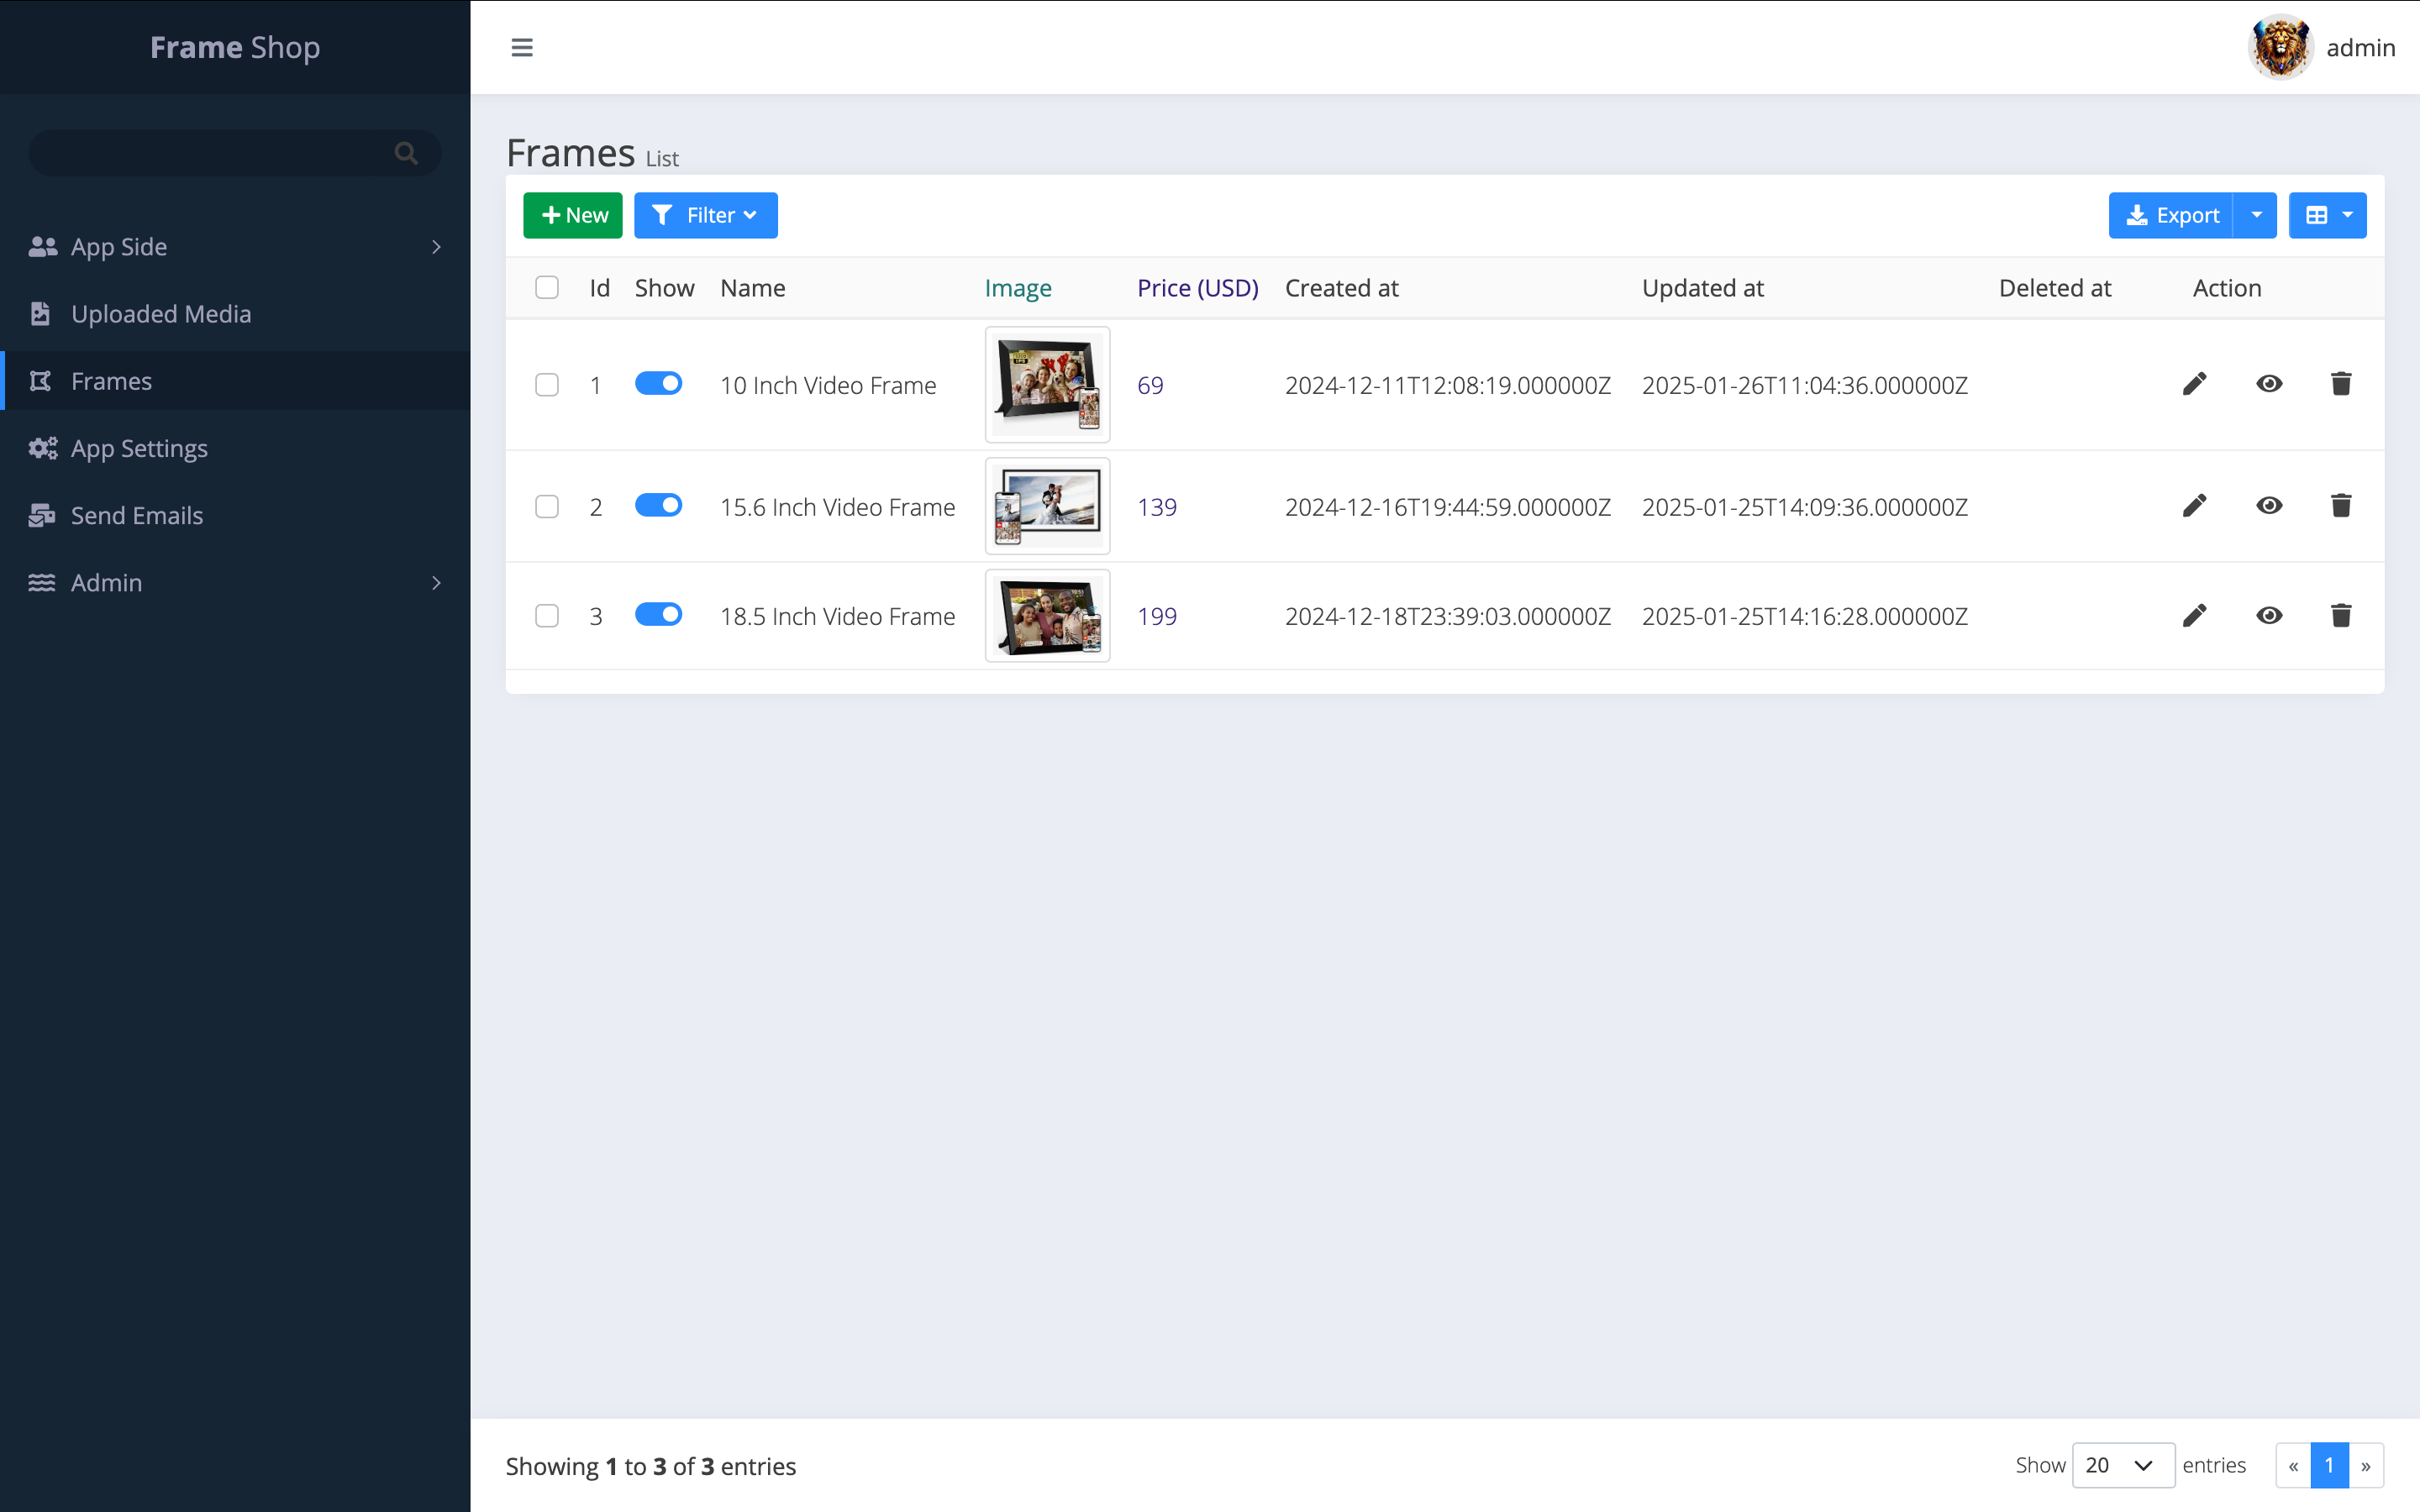 Frame Shop
admin
Frames List
New
Filter
Export
App Side
Uploaded Media
Frames
App Settings
Send Emails
Admin
Id Show Name Image Price (USD) Created at Updated at Deleted at Action
1 10 Inch Video Frame 69 2024-12-11T12:08:19.000000Z 2025-01-26T11:04:36.000000Z
2 15.6 Inch Video Frame 139 2024-12-16T19:44:59.000000Z 2025-01-25T14:09:36.000000Z
3 18.5 Inch Video Frame 199 2024-12-18T23:39:03.000000Z 2025-01-25T14:16:28.000000Z
Showing 1 to 3 of 3 entries
Show 20 entries « 1 »